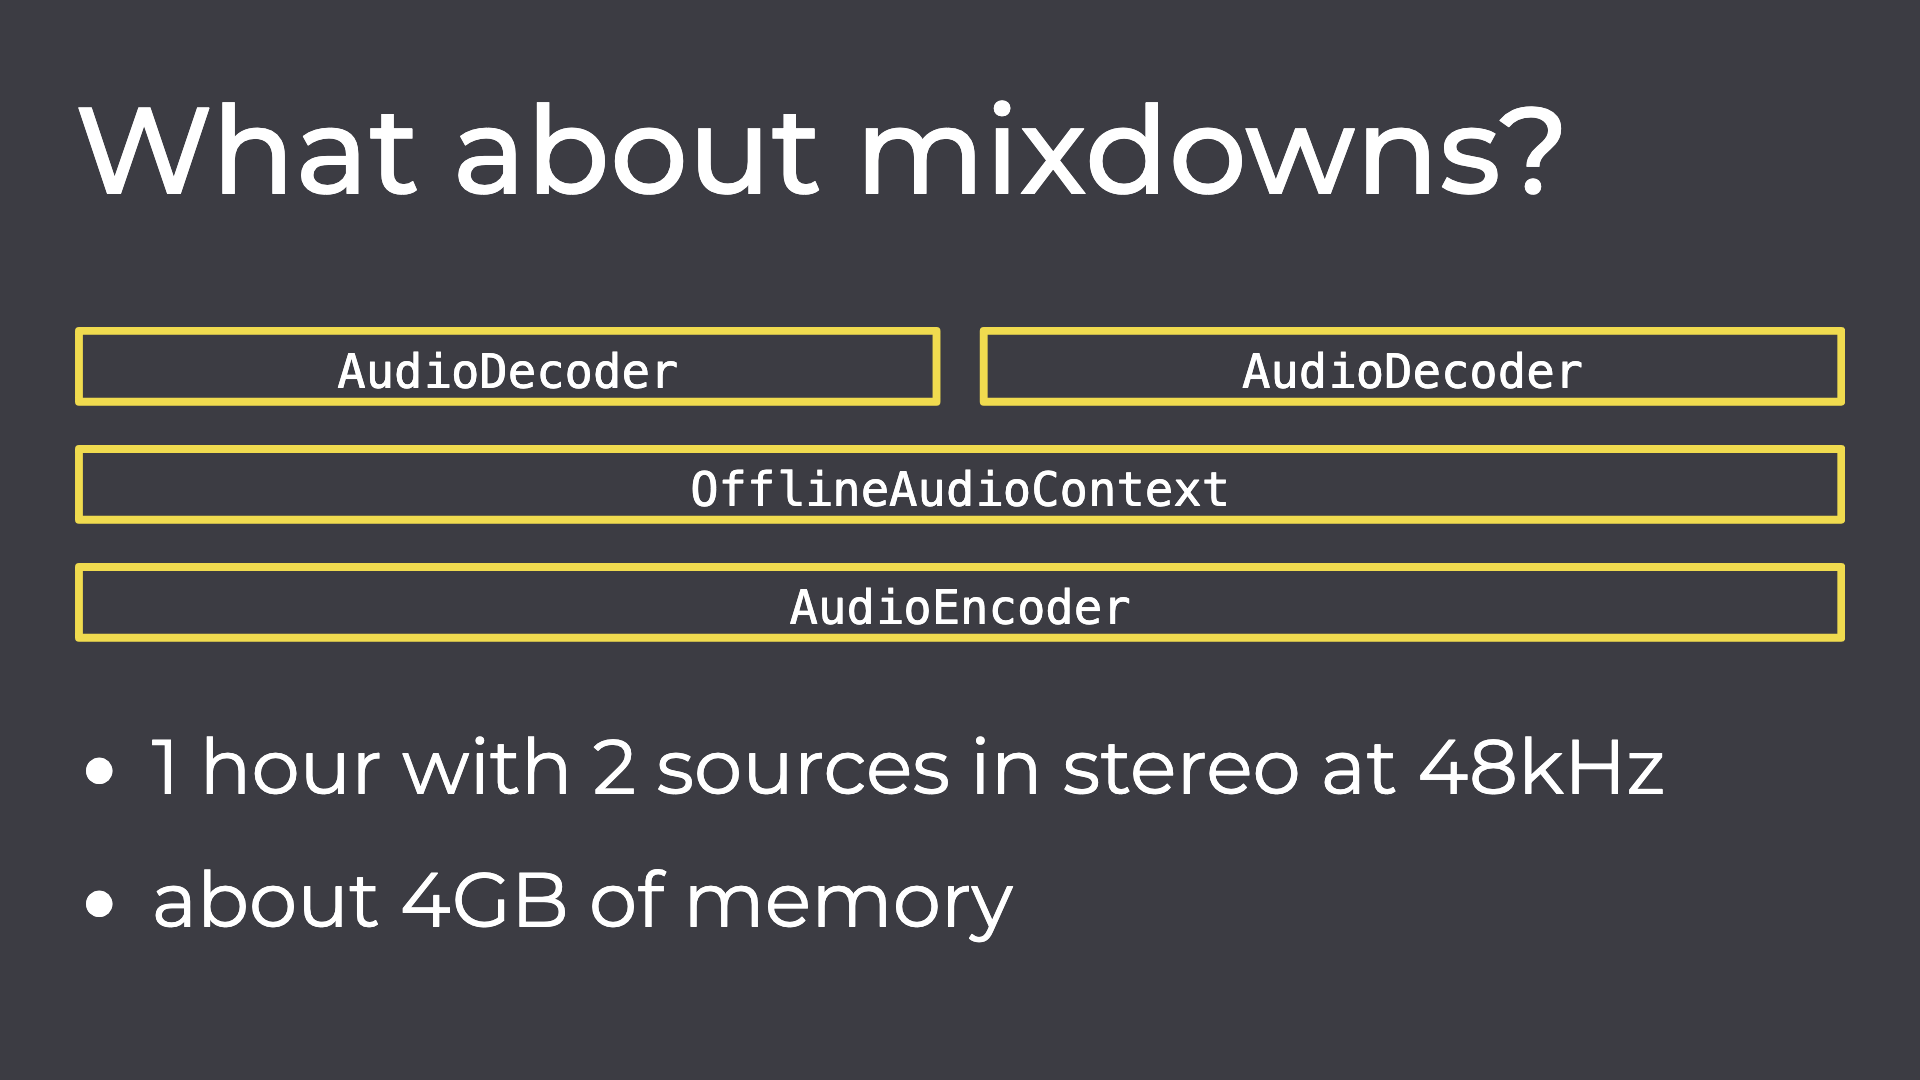 What about mixdowns?
AudioDecoder AudioDecoder
OfflineAudioContext
AudioEncoder
• 1 hour with 2 sources in stereo at 48kHz
• about 4GB of memory